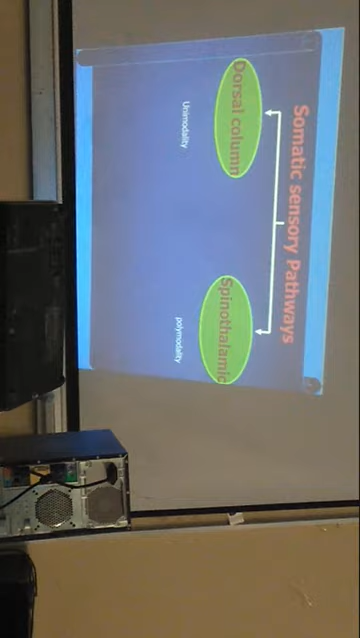 Somatic sensory Pathways
Dorsal column
Spinothalamic
Unimodality
polymodality